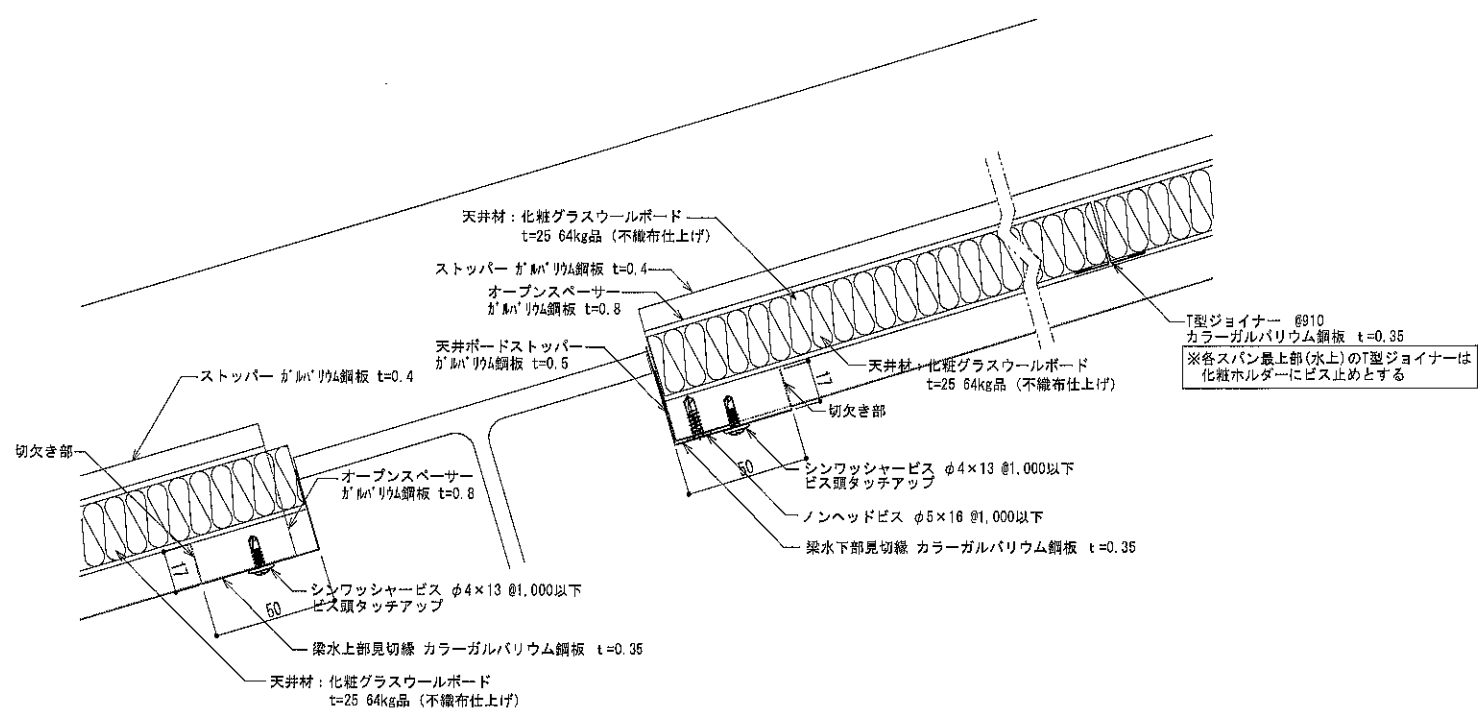 天井材：化粧グラスウールボード
t=25 64kg品（不織布仕上げ）
ストッパー ｶﾞﾙﾊﾞﾘｳﾑ鋼板 t=0.4
オープンスペーサー
ｶﾞﾙﾊﾞﾘｳﾑ鋼板 t=0.8
天井ボードストッパー
ｶﾞﾙﾊﾞﾘｳﾑ鋼板 t=0.5
T型ジョイナー @910
カラーガルバリウム鋼板 t=0.35
※各スパン最上部(水上)のT型ジョイナーは
化粧ホルダーにビス止めとする
天井材：化粧グラスウールボード
t=25 64kg品（不織布仕上げ）
17
切欠き部
50
シンワッシャービス φ4×13 @1,000以下
ビス頭タッチアップ
ノンヘッドビス φ5×16 @1,000以下
梁水下部見切縁 カラーガルバリウム鋼板 t=0.35
ストッパー ｶﾞﾙﾊﾞﾘｳﾑ鋼板 t=0.4
切欠き部
オープンスペーサー
ｶﾞﾙﾊﾞﾘｳﾑ鋼板 t=0.8
17
50
シンワッシャービス φ4×13 @1,000以下
ビス頭タッチアップ
梁水上部見切縁 カラーガルバリウム鋼板 t=0.35
天井材：化粧グラスウールボード
t=25 64kg品（不織布仕上げ）